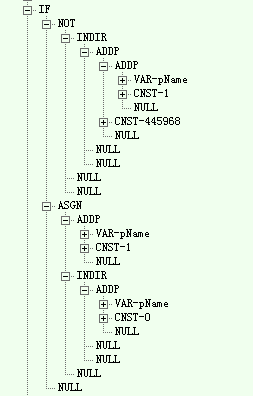 IF
NOT
INDIR
ADDP
ADDP
VAR-pName
CNST-1
NULL
CNST-445968
NULL
NULL
NULL
NULL
NULL
ASGN
ADDP
VAR-pName
CNST-1
NULL
INDIR
ADDP
VAR-pName
CNST-0
NULL
NULL
NULL
NULL
NULL